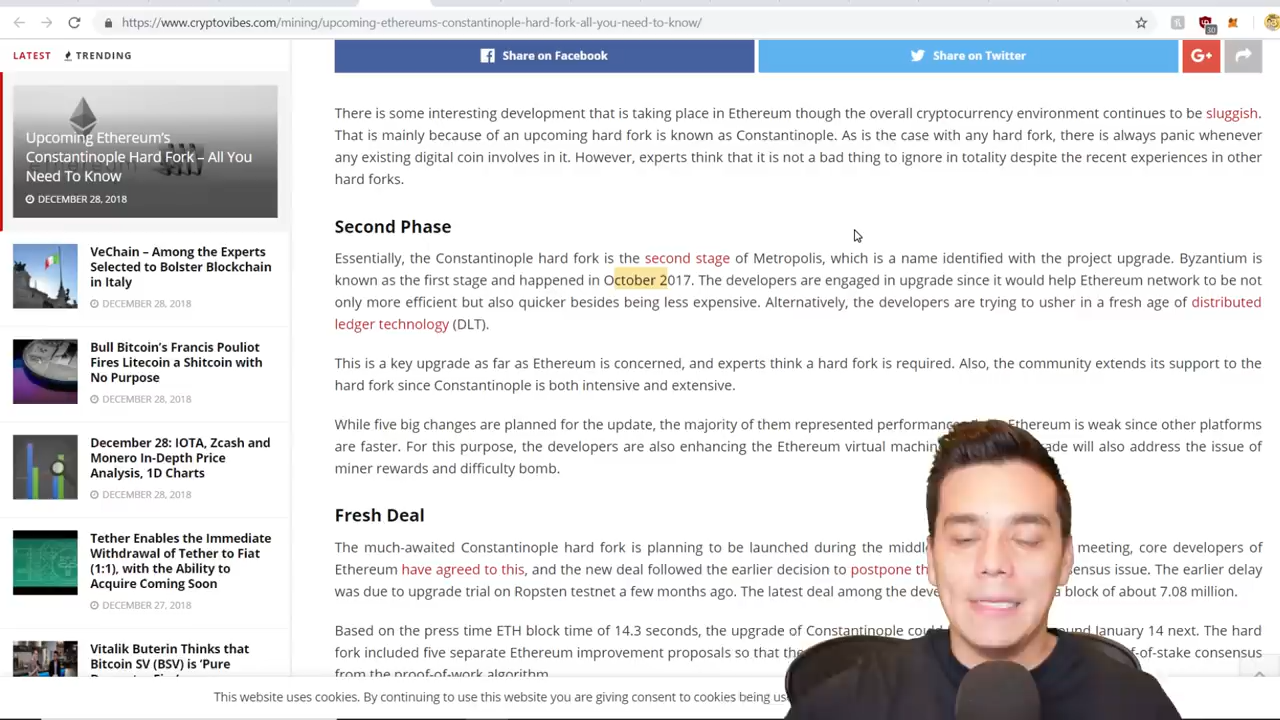 https://www.cryptovibes.com/mining/upcoming-ethereums-constantinople-hard-fork-all-you-need-to-know/
30
LATEST
TRENDING
Upcoming Ethereum's
Constantinople Hard Fork – All You
Need To Know
DECEMBER 28, 2018
VeChain – Among the Experts
Selected to Bolster Blockchain
in Italy
DECEMBER 28, 2018
Bull Bitcoin's Francis Pouliot
Fires Litecoin a Shitcoin with
No Purpose
DECEMBER 28, 2018
December 28: IOTA, Zcash and
Monero In-Depth Price
Analysis, 1D Charts
DECEMBER 28, 2018
Tether Enables the Immediate
Withdrawal of Tether to Fiat
(1:1), with the Ability to
Acquire Coming Soon
DECEMBER 27, 2018
Vitalik Buterin Thinks that
Bitcoin SV (BSV) is 'Pure
Share on Facebook
Share on Twitter
G+
There is some interesting development that is taking place in Ethereum though the overall cryptocurrency environment continues to be sluggish.
That is mainly because of an upcoming hard fork is known as Constantinople. As is the case with any hard fork, there is always panic whenever
any existing digital coin involves in it. However, experts think that it is not a bad thing to ignore in totality despite the recent experiences in other
hard forks.
Second Phase
Essentially, the Constantinople hard fork is the second stage of Metropolis, which is a name identified with the project upgrade. Byzantium is
known as the first stage and happened in October 2017. The developers are engaged in upgrade since it would help Ethereum network to be not
only more efficient but also quicker besides being less expensive. Alternatively, the developers are trying to usher in a fresh age of distributed
ledger technology (DLT).
This is a key upgrade as far as Ethereum is concerned, and experts think a hard fork is required. Also, the community extends its support to the
hard fork since Constantinople is both intensive and extensive.
While five big changes are planned for the update, the majority of them represented performance Ethereum is weak since other platforms
are faster. For this purpose, the developers are also enhancing the Ethereum virtual will also address the issue of
miner rewards and difficulty bomb.
Fresh Deal
The much-awaited Constantinople hard fork is planning to be launched during the meeting, core developers of
Ethereum have agreed to this, and the new deal followed the earlier decision to postpone issue. The earlier delay
was due to upgrade trial on Ropsten testnet a few months ago. The latest deal among the a block of about 7.08 million.
Based on the press time ETH block time of 14.3 seconds, the upgrade of Constantinople January 14 next. The hard
fork included five separate Ethereum improvement proposals so that the consensus
from the proof-of-work algorithm.
This website uses cookies. By continuing to use this website you are giving consent to cookies being